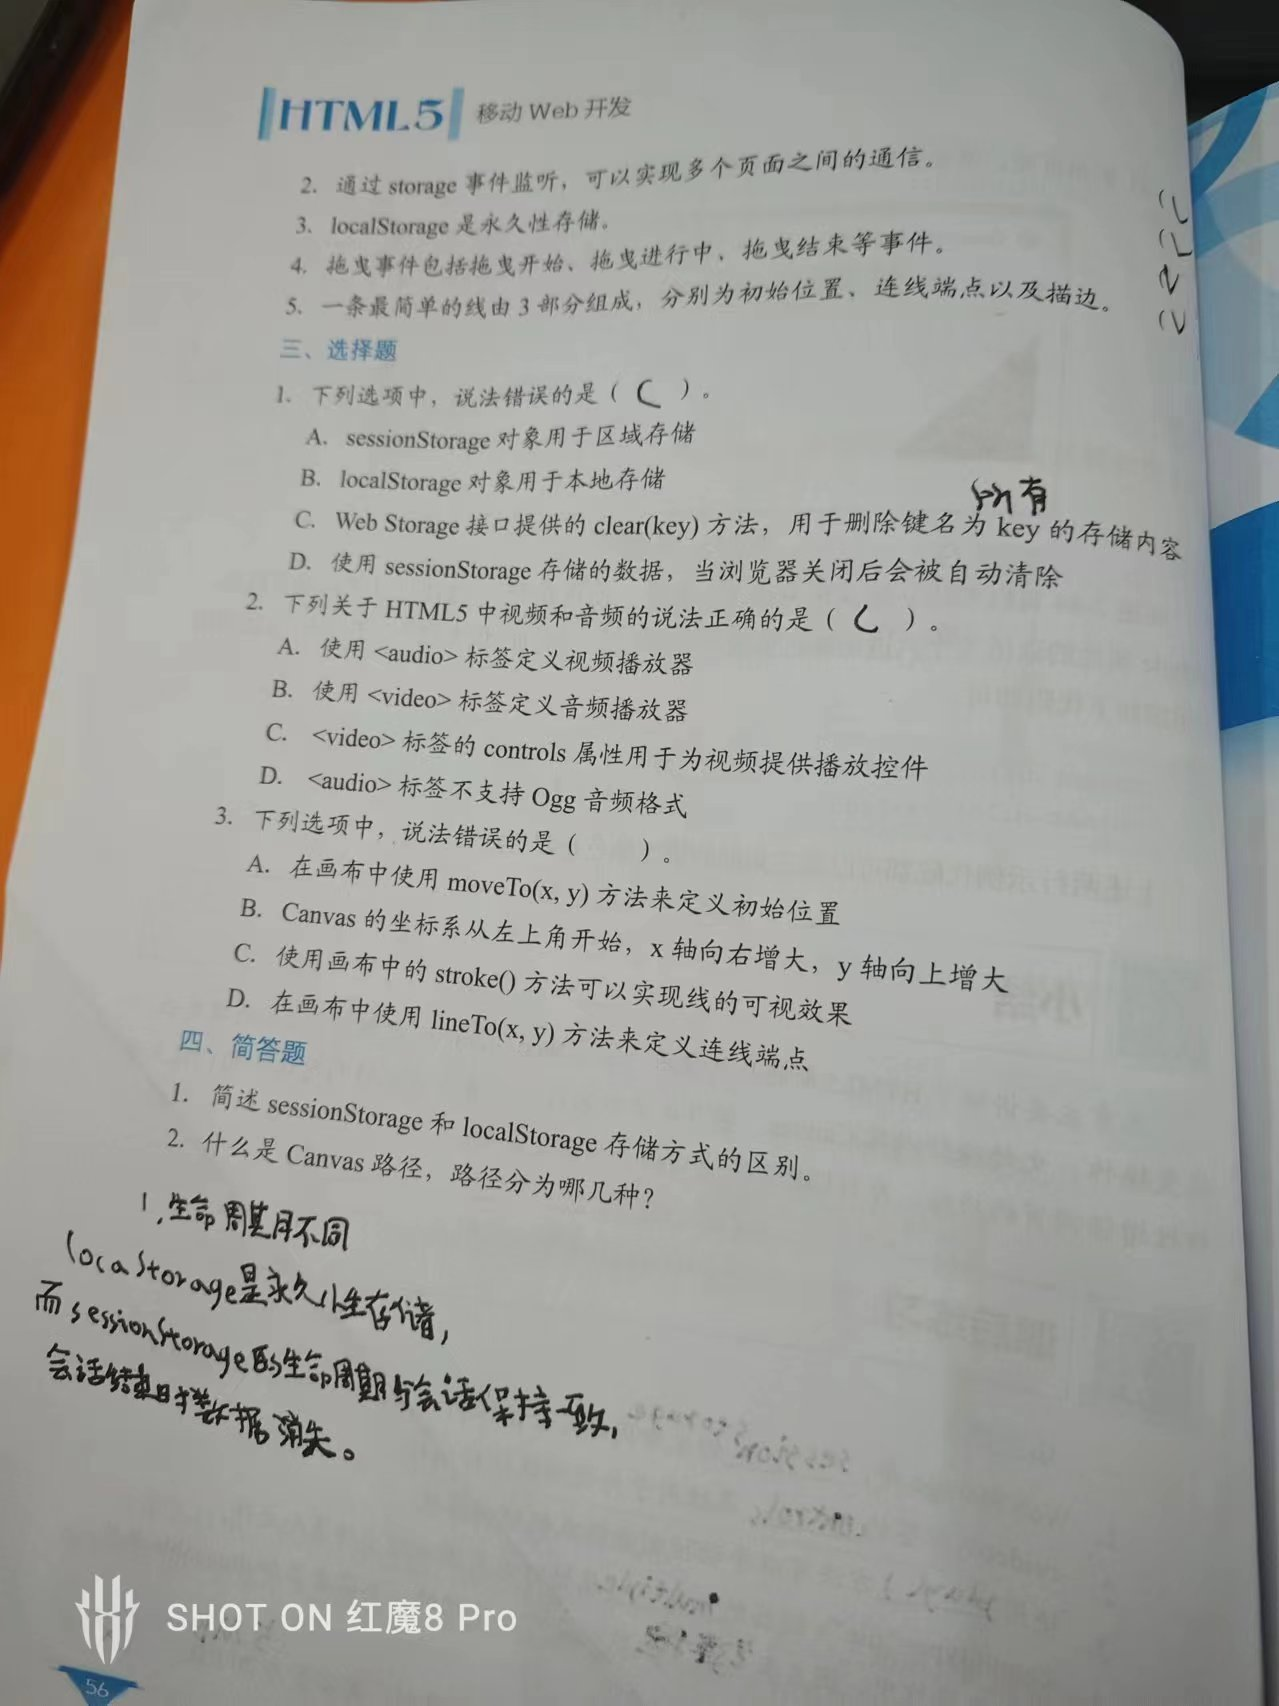 HTML5 移动 Web 开发
2. 通过 storage 事件监听，可以实现多个页面之间的通信。
3. localStorage 是永久性存储。
4. 拖曳事件包括拖曳开始、拖曳进行中、拖曳结束等事件。
5. 一条最简单的线由 3 部分组成，分别为初始位置、连线端点以及描边。
三、选择题
1. 下列选项中，说法错误的是（ C ）。
A. sessionStorage 对象用于区域存储
B. localStorage 对象用于本地存储
所有
C. Web Storage 接口提供的 clear(key) 方法，用于删除键名为 key 的存储内容
D. 使用 sessionStorage 存储的数据，当浏览器关闭后会被自动清除
2. 下列关于 HTML5 中视频和音频的说法正确的是（ C ）。
A. 使用 <audio> 标签定义视频播放器
B. 使用 <video> 标签定义音频播放器
C. <video> 标签的 controls 属性用于为视频提供播放控件
D. <audio> 标签不支持 Ogg 音频格式
3. 下列选项中，说法错误的是（ ）。
A. 在画布中使用 moveTo(x, y) 方法来定义初始位置
B. Canvas 的坐标系从左上角开始，x 轴向右增大，y 轴向上增大
C. 使用画布中的 stroke() 方法可以实现线的可视效果
D. 在画布中使用 lineTo(x, y) 方法来定义连线端点
四、简答题
1. 简述 sessionStorage 和 localStorage 存储方式的区别。
2. 什么是 Canvas 路径，路径分为哪几种？
1，生命周期不同
locaStorage是永久性存储，
而sessionStorage的生命周期与会话保持一致，
会话结束时数据消失。
SHOT ON 红魔8 Pro
56